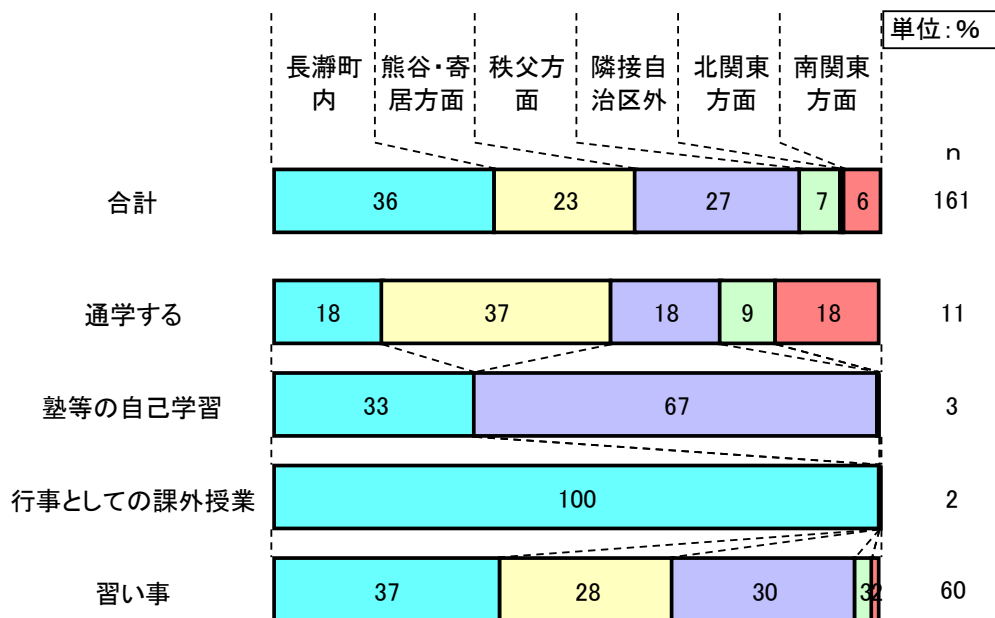 単位：％
長瀞町内
熊谷・寄居方面
秩父方面
隣接自治区外
北関東方面
南関東方面
n
合計 36 23 27 7 6 161
通学する 18 37 18 9 18 11
塾等の自己学習 33 67 3
行事としての課外授業 100 2
習い事 37 28 30 3 2 60